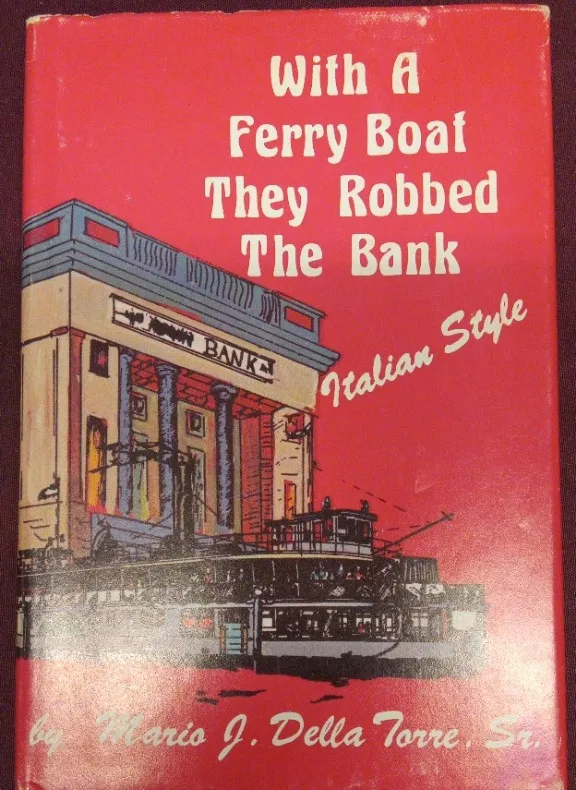 With A
Ferry Boat
They Robbed
The Bank
Italian Style
BANK
by Mario J. Della Torre, Sr.